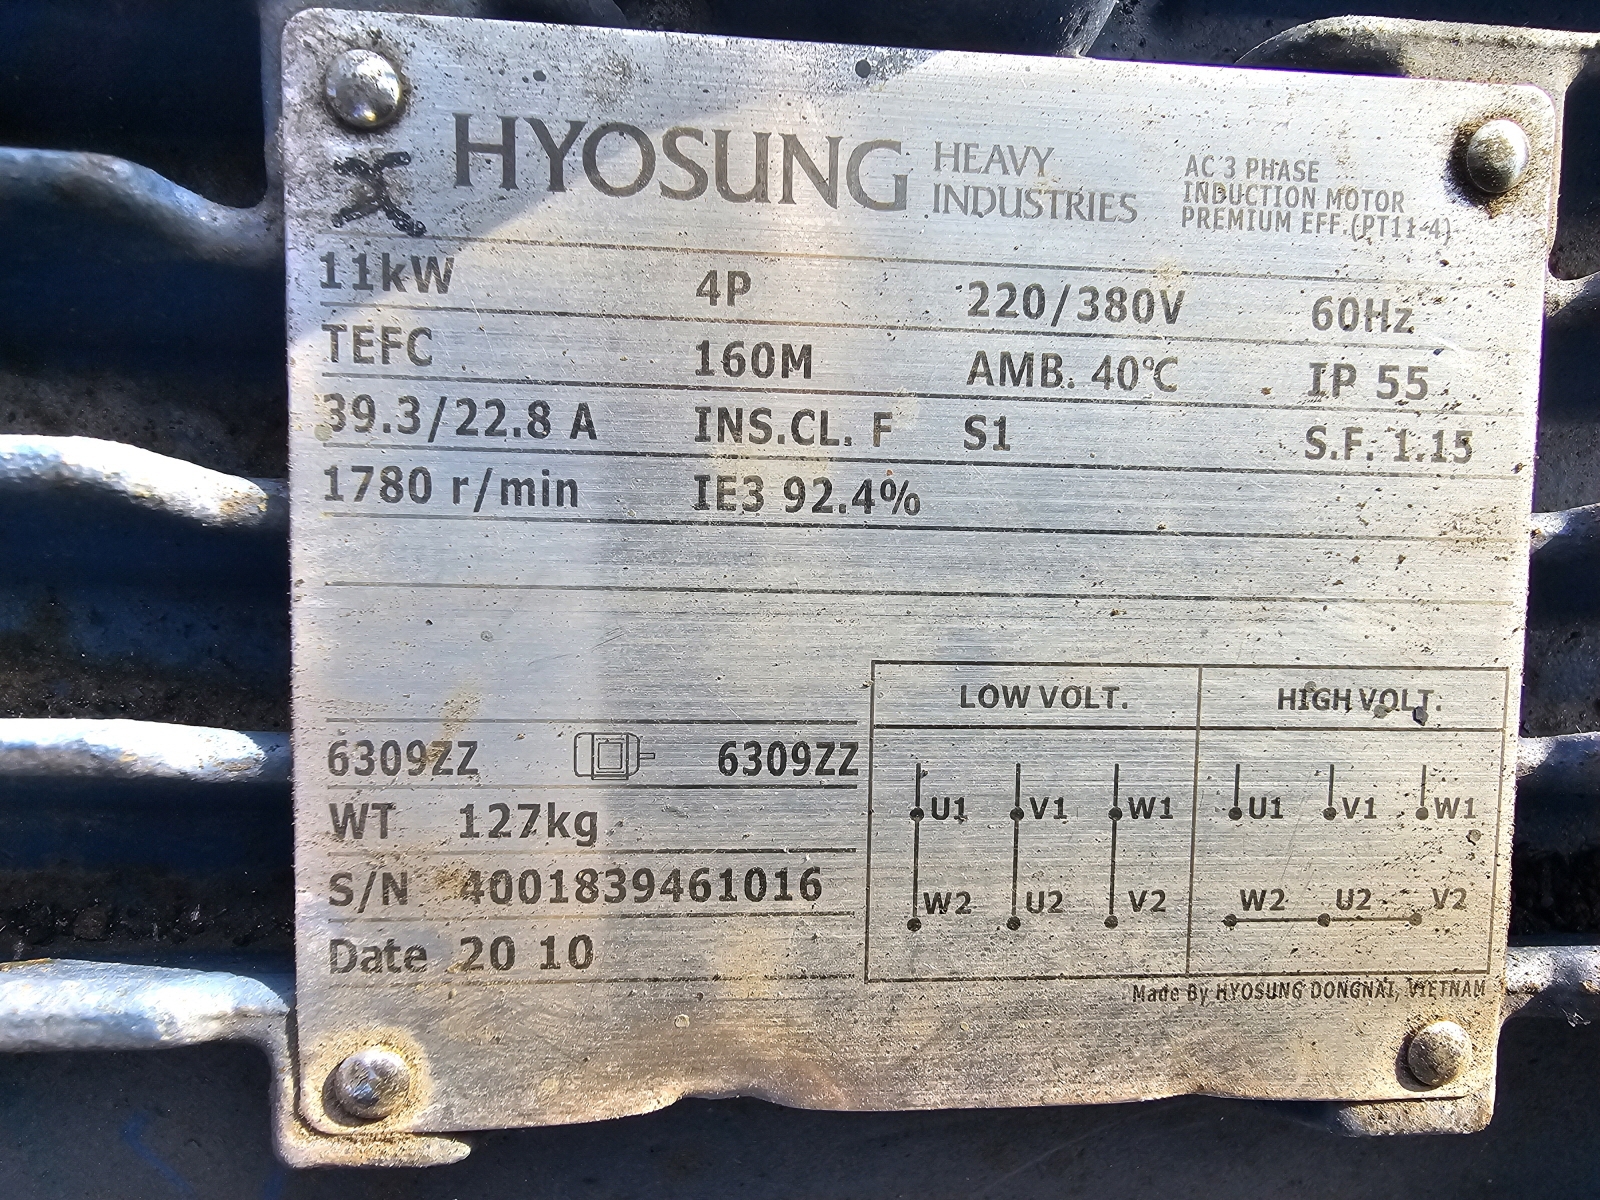 HYOSUNG HEAVY INDUSTRIES
AC 3 PHASE
INDUCTION MOTOR
PREMIUM EFF.(PT11-4)
11kW 4P 220/380V 60Hz
TEFC 160M AMB. 40℃ IP 55
39.3/22.8 A INS.CL. F S1 S.F. 1.15
1780 r/min IE3 92.4%
6309ZZ 6309ZZ
WT 127kg
S/N 4001839461016
Date 20 10
LOW VOLT. HIGH VOLT.
U1 V1 W1 U1 V1 W1
W2 U2 V2 W2 U2 V2
Made By HYOSUNG DONGNAI, VIETNAM